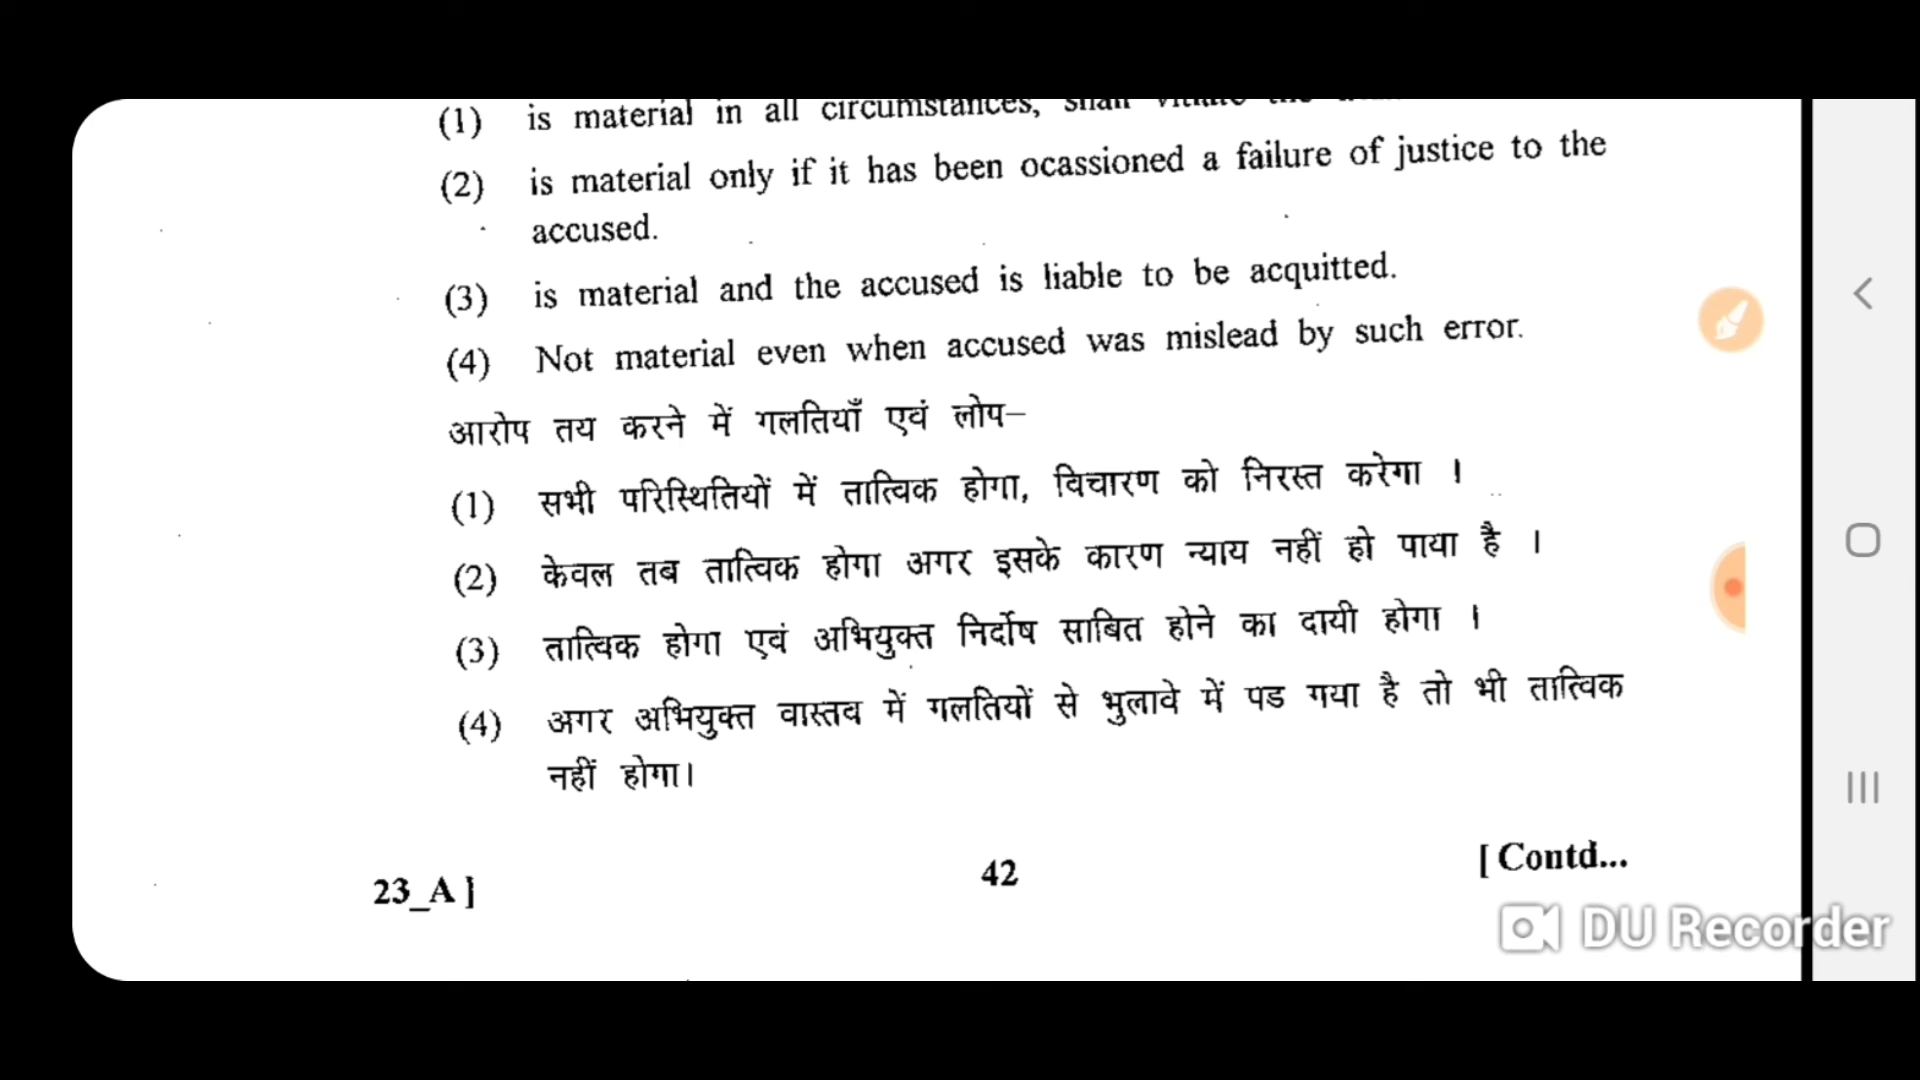 (1) is material in all circumstances, shall vitiate the
(2) is material only if it has been ocassioned a failure of justice to the
accused.
(3) is material and the accused is liable to be acquitted.
(4) Not material even when accused was mislead by such error.
आरोप तय करने में गलतियाँ एवं लोप–
(1) सभी परिस्थितियों में तात्विक होगा, विचारण को निरस्त करेगा ।
(2) केवल तब तात्विक होगा अगर इसके कारण न्याय नहीं हो पाया है ।
(3) तात्विक होगा एवं अभियुक्त निर्दोष साबित होने का दायी होगा ।
(4) अगर अभियुक्त वास्तव में गलतियों से भुलावे में पड गया है तो भी तात्विक
नहीं होगा।
23_A ] 42 [ Contd...
DU Recorder